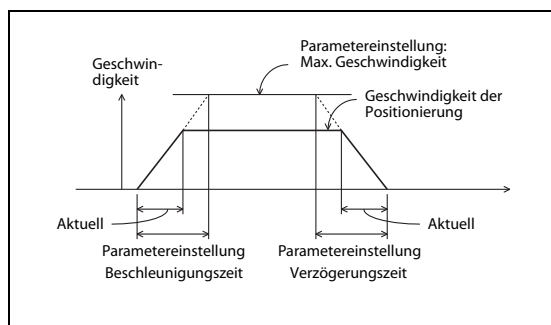 Parametereinstellung:
Max. Geschwindigkeit
Geschwin-
digkeit
Geschwindigkeit der
Positionierung
Aktuell
Aktuell
Parametereinstellung
Beschleunigungszeit
Parametereinstellung
Verzögerungszeit